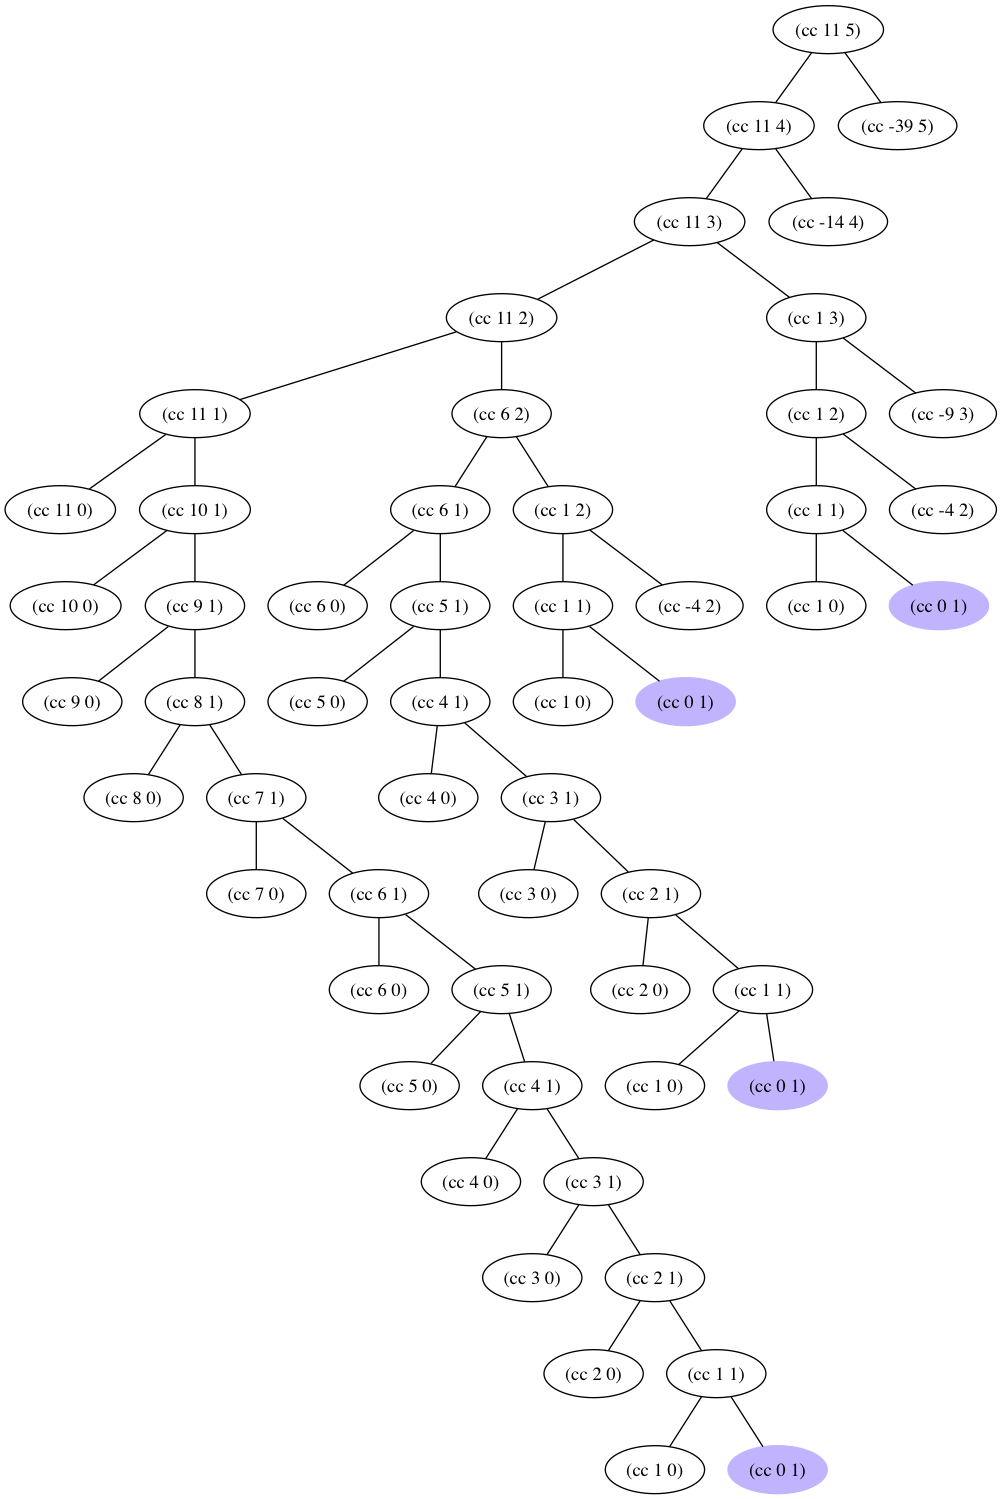 (cc 11 5)
(cc 11 4) (cc -39 5)
(cc 11 3) (cc -14 4)
(cc 11 2) (cc 1 3)
(cc 11 1) (cc 6 2) (cc 1 2) (cc -9 3)
(cc 11 0) (cc 10 1) (cc 6 1) (cc 1 2) (cc 1 1) (cc -4 2)
(cc 10 0) (cc 9 1) (cc 6 0) (cc 5 1) (cc 1 1) (cc -4 2) (cc 1 0) (cc 0 1)
(cc 9 0) (cc 8 1) (cc 5 0) (cc 4 1) (cc 1 0) (cc 0 1)
(cc 8 0) (cc 7 1) (cc 4 0) (cc 3 1)
(cc 7 0) (cc 6 1) (cc 3 0) (cc 2 1)
(cc 6 0) (cc 5 1) (cc 2 0) (cc 1 1)
(cc 5 0) (cc 4 1) (cc 1 0) (cc 0 1)
(cc 4 0) (cc 3 1)
(cc 3 0) (cc 2 1)
(cc 2 0) (cc 1 1)
(cc 1 0) (cc 0 1)